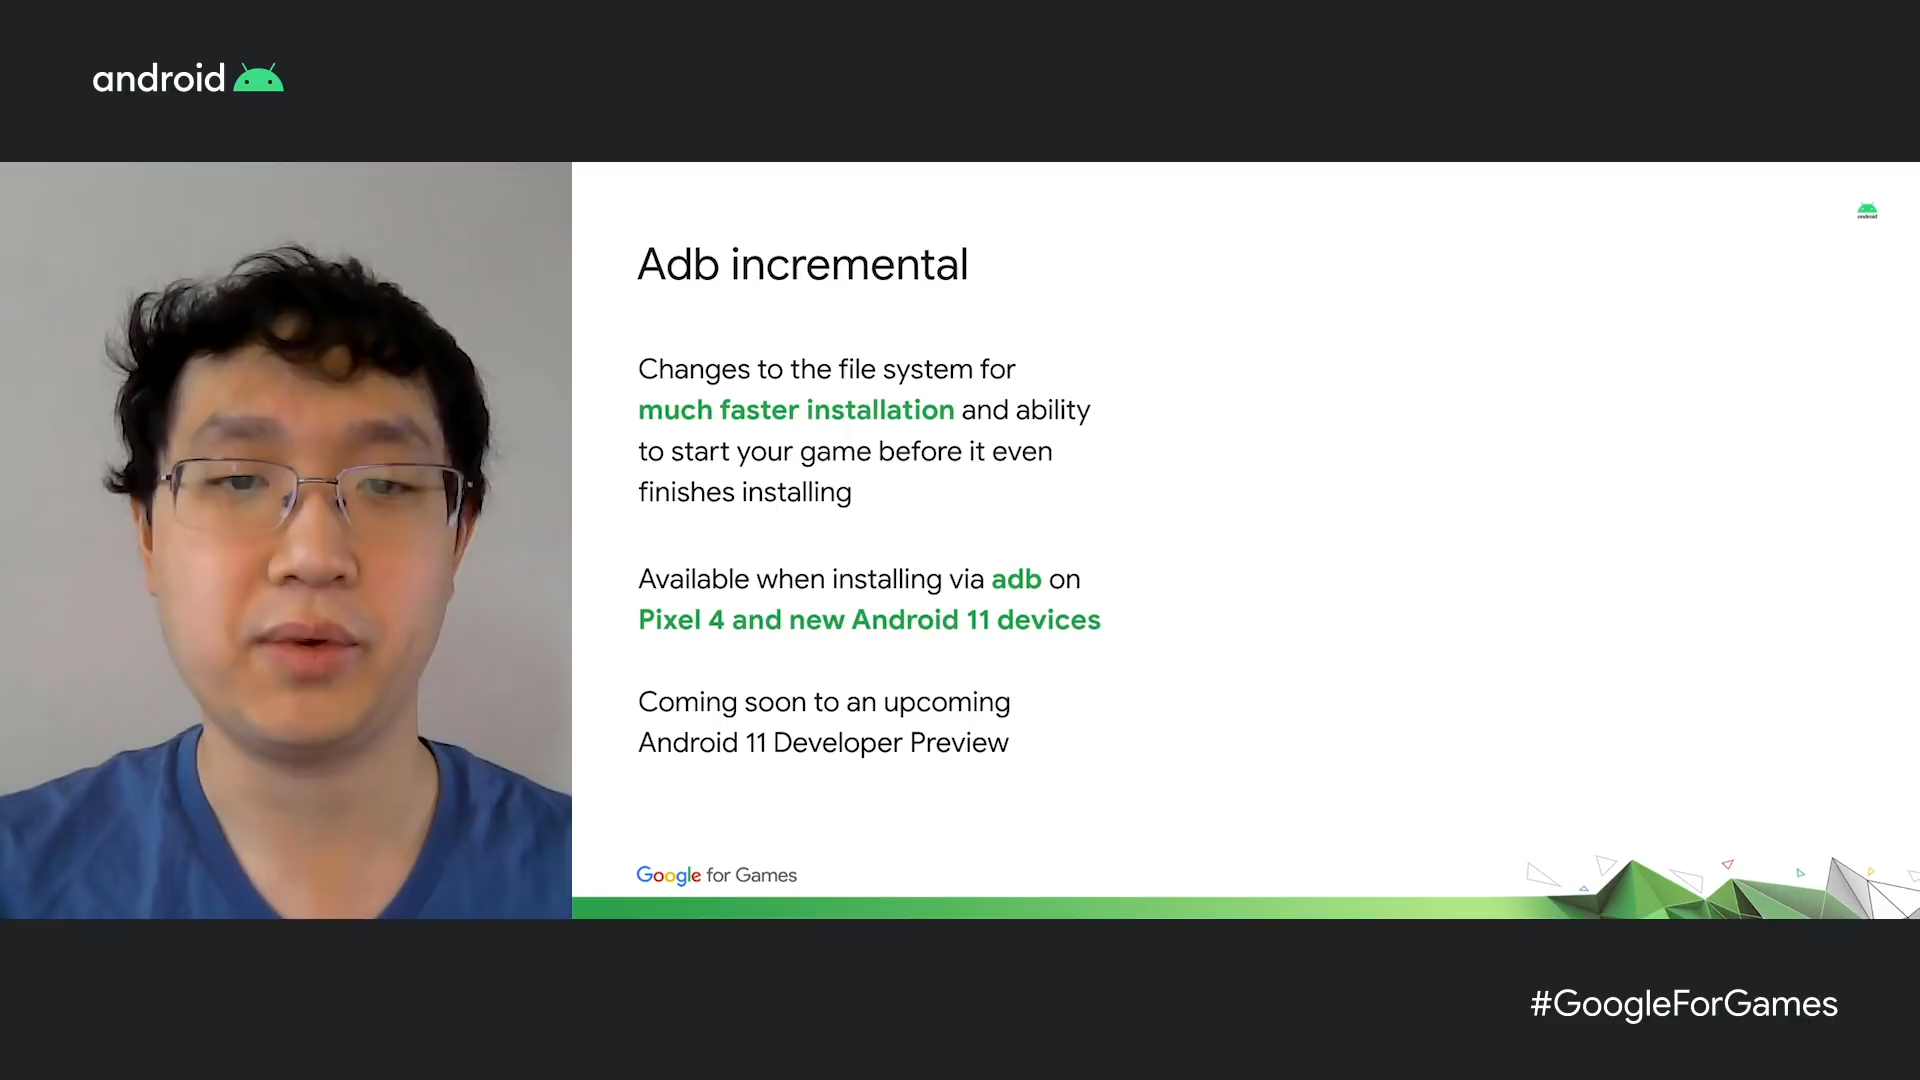 android
android
Adb incremental
Changes to the file system for
much faster installation and ability
to start your game before it even
finishes installing
Available when installing via adb on
Pixel 4 and new Android 11 devices
Coming soon to an upcoming
Android 11 Developer Preview
Google for Games
#GoogleForGames